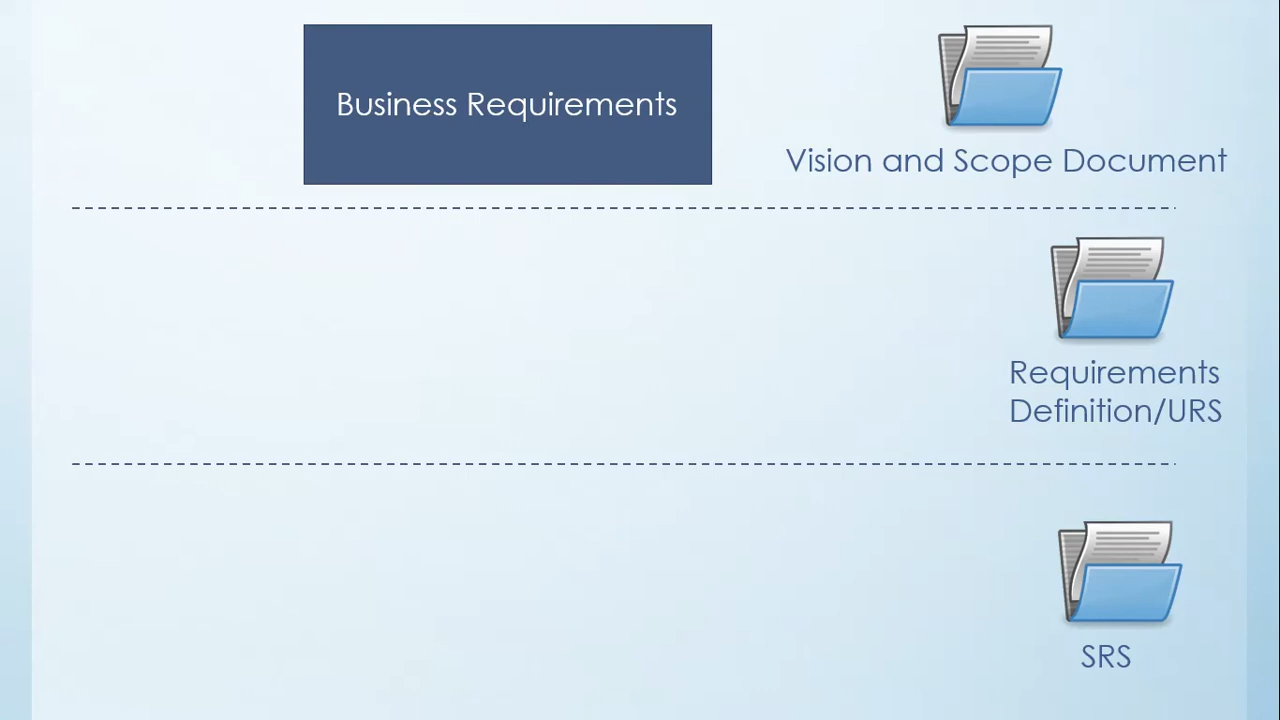 Business Requirements
Vision and Scope Document
Requirements
Definition/URS
SRS